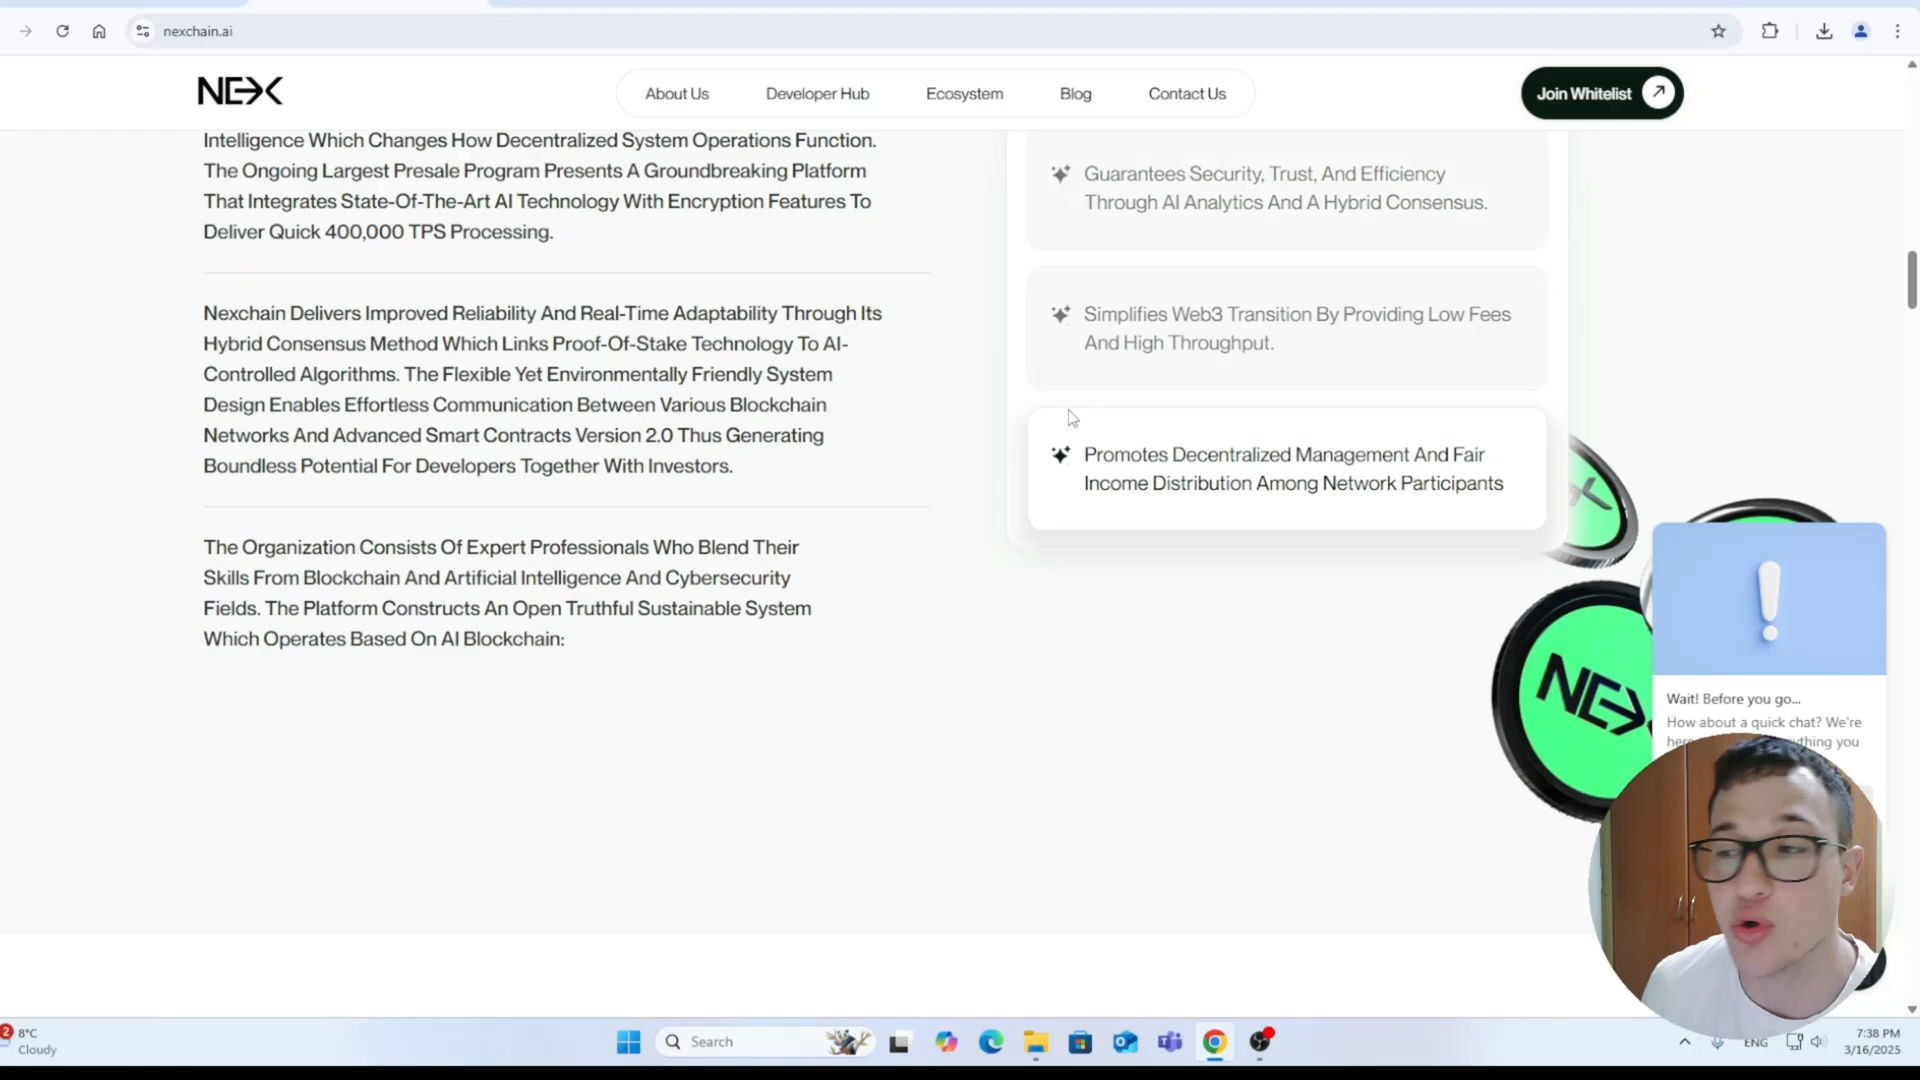 nexchain.ai
NEX
About Us
Developer Hub
Ecosystem
Blog
Contact Us
Join Whitelist
Intelligence Which Changes How Decentralized System Operations Function.
The Ongoing Largest Presale Program Presents A Groundbreaking Platform
That Integrates State-Of-The-Art AI Technology With Encryption Features To
Deliver Quick 400,000 TPS Processing.
Nexchain Delivers Improved Reliability And Real-Time Adaptability Through Its
Hybrid Consensus Method Which Links Proof-Of-Stake Technology To AI-
Controlled Algorithms. The Flexible Yet Environmentally Friendly System
Design Enables Effortless Communication Between Various Blockchain
Networks And Advanced Smart Contracts Version 2.0 Thus Generating
Boundless Potential For Developers Together With Investors.
The Organization Consists Of Expert Professionals Who Blend Their
Skills From Blockchain And Artificial Intelligence And Cybersecurity
Fields. The Platform Constructs An Open Truthful Sustainable System
Which Operates Based On AI Blockchain:
Guarantees Security, Trust, And Efficiency
Through AI Analytics And A Hybrid Consensus.
Simplifies Web3 Transition By Providing Low Fees
And High Throughput.
Promotes Decentralized Management And Fair
Income Distribution Among Network Participants
NEX
Wait! Before you go...
How about a quick chat? We're
you
2
8°C
Cloudy
Search
ENG
7:38 PM
3/16/2025